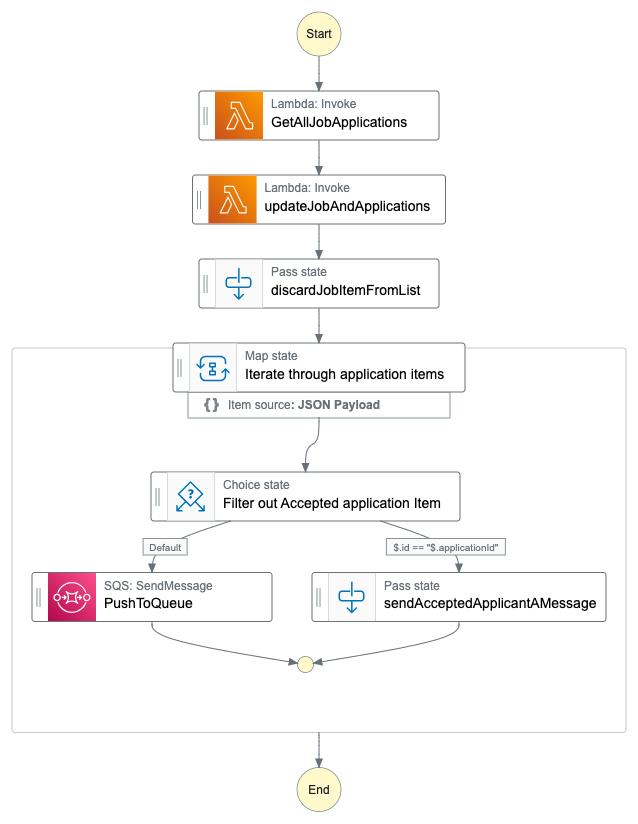 Start
Lambda: Invoke
GetAllJobApplications
Lambda: Invoke
updateJobAndApplications
Pass state
discardJobItemFromList
Map state
Iterate through application items
{} Item source: JSON Payload
Choice state
Filter out Accepted application Item
Default
$.id == "$.applicationId"
SQS: SendMessage
PushToQueue
Pass state
sendAcceptedApplicantAMessage
End